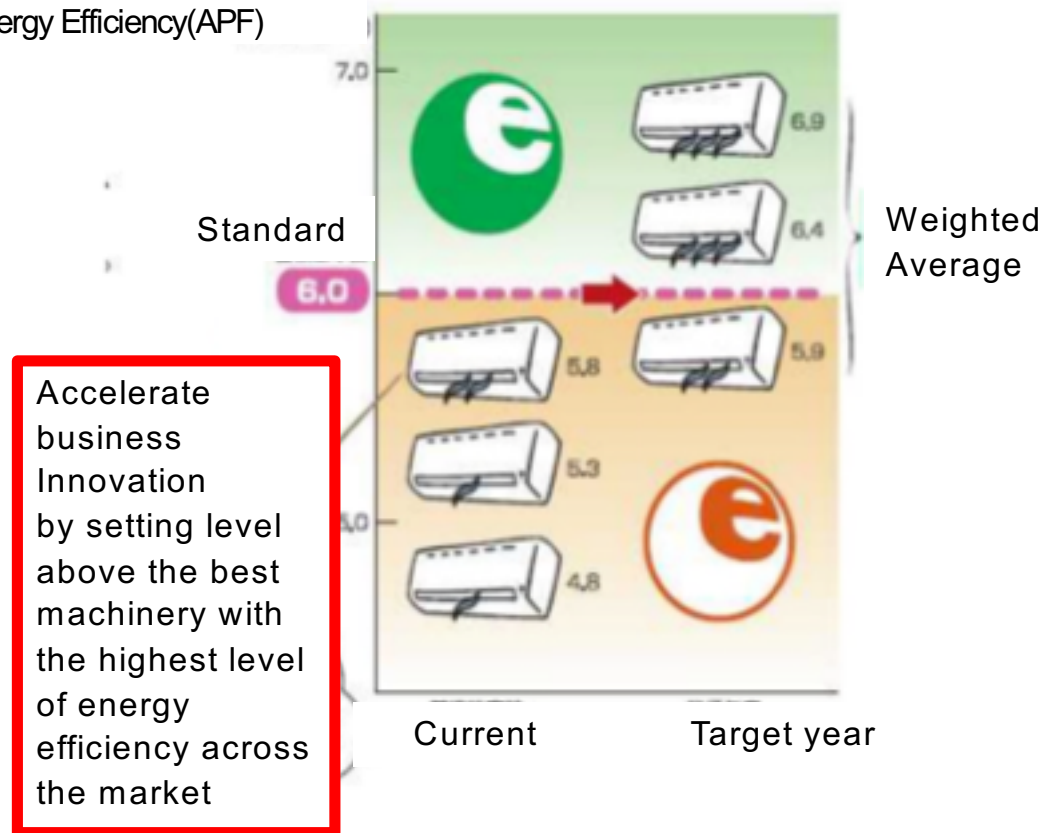 ergy Efficiency(APF)
7.0
6.9
6.4
Standard
Weighted
Average
6.0
5.8
5.9
5.3
5.0
4.8
Accelerate
business
Innovation
by setting level
above the best
machinery with
the highest level
of energy
efficiency across
the market
Current
Target year
e
e